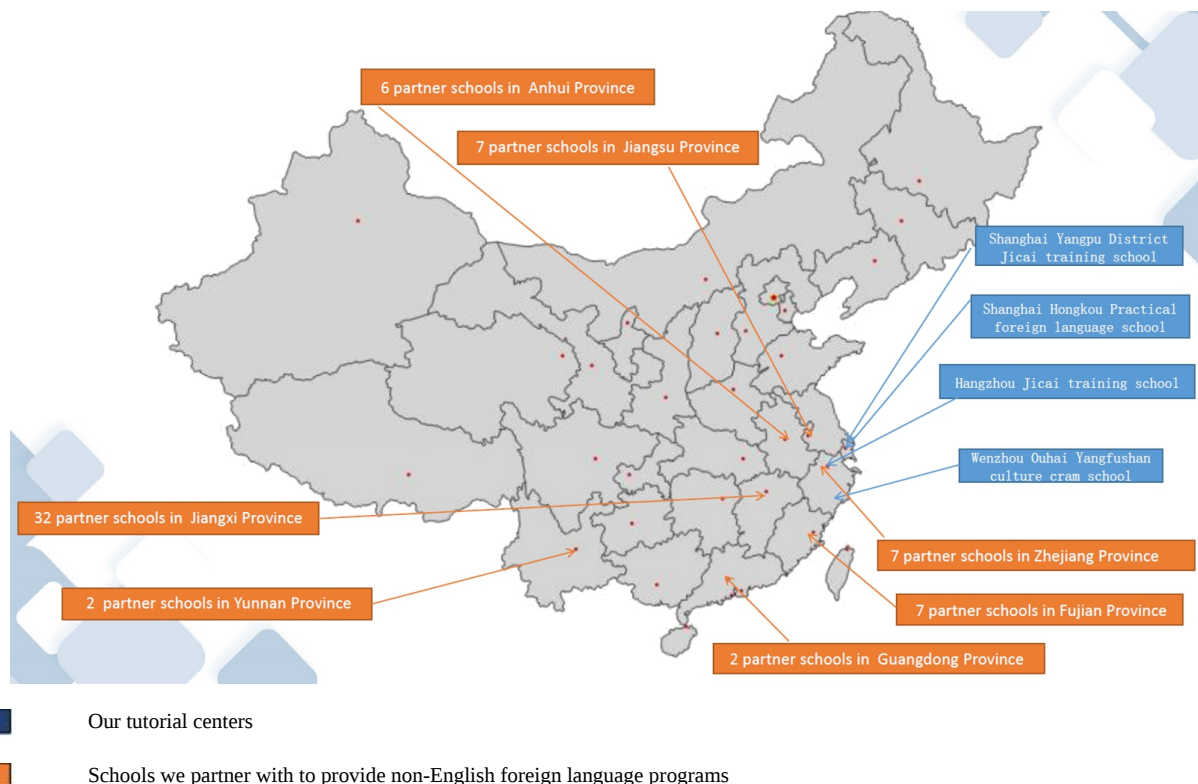 6 partner schools in Anhui Province
7 partner schools in Jiangsu Province
Shanghai Yangpu District
Jicai training school
Shanghai Hongkou Practical
foreign language school
Hangzhou Jicai training school
Wenzhou Ouhai Yangfushan
culture cram school
32 partner schools in Jiangxi Province
7 partner schools in Zhejiang Province
2 partner schools in Yunnan Province
7 partner schools in Fujian Province
2 partner schools in Guangdong Province
Our tutorial centers
Schools we partner with to provide non-English foreign language programs